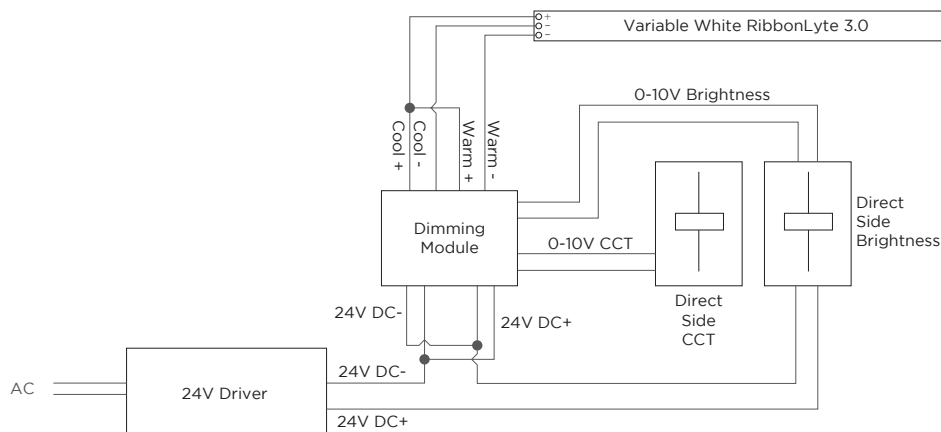 +
-
-
Variable White RibbonLyte 3.0
0-10V Brightness
Cool +
Cool -
Warm +
Warm -
Dimming
Module
0-10V CCT
Direct
Side
Brightness
Direct
Side
CCT
24V DC-
24V DC+
AC
24V Driver
24V DC-
24V DC+